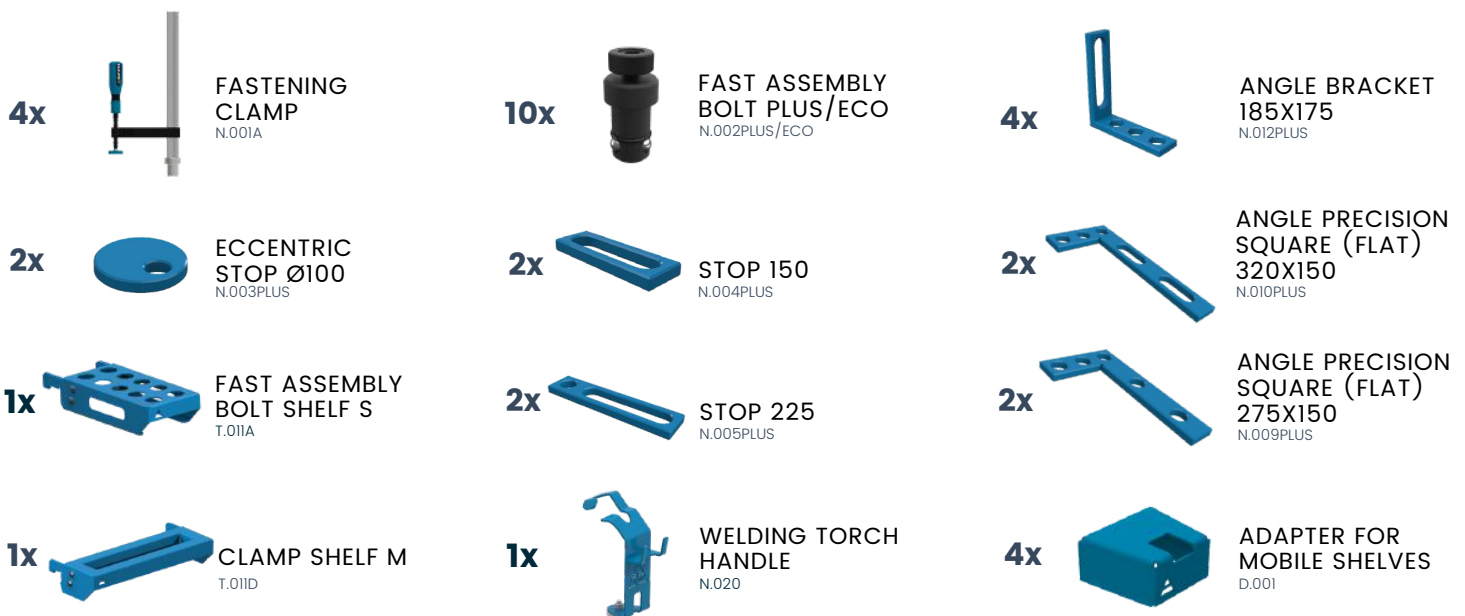 4x
FASTENING
CLAMP
N.001A
10x
FAST ASSEMBLY
BOLT PLUS/ECO
N.002PLUS/ECO
4x
ANGLE BRACKET
185X175
N.012PLUS
2x
ECCENTRIC
STOP Ø100
N.003PLUS
2x
STOP 150
N.004PLUS
2x
ANGLE PRECISION
SQUARE (FLAT)
320X150
N.010PLUS
1x
FAST ASSEMBLY
BOLT SHELF S
T.011A
2x
STOP 225
N.005PLUS
2x
ANGLE PRECISION
SQUARE (FLAT)
275X150
N.009PLUS
1x
CLAMP SHELF M
T.011D
1x
WELDING TORCH
HANDLE
N.020
4x
ADAPTER FOR
MOBILE SHELVES
D.001